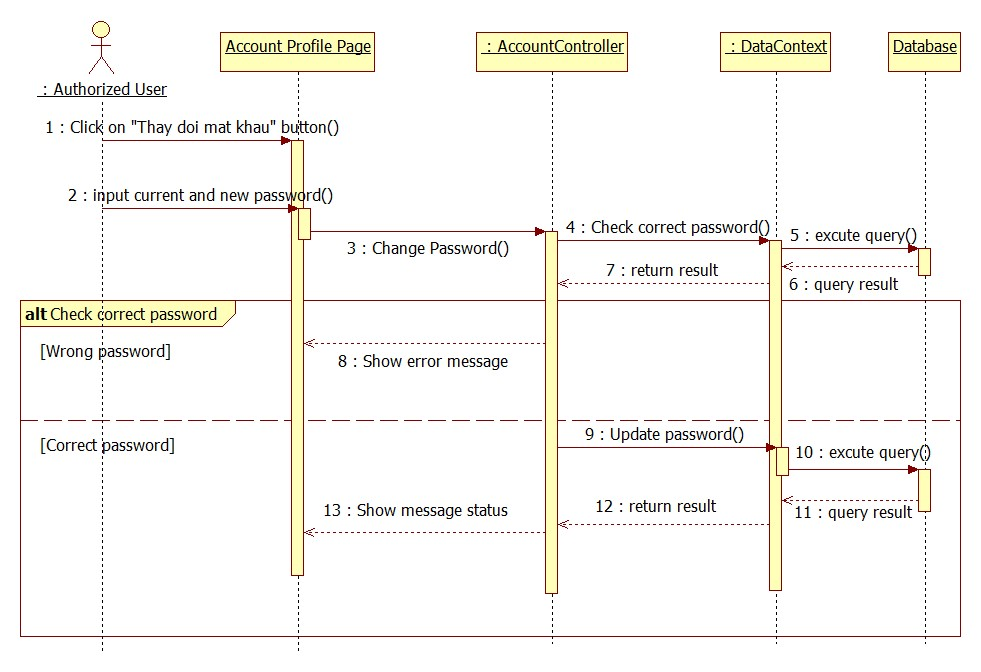 Account Profile Page
: AccountController
: DataContext
Database
: Authorized User
1 : Click on "Thay doi mat khau" button()
2 : input current and new password()
3 : Change Password()
4 : Check correct password()
5 : excute query()
6 : query result
7 : return result
alt Check correct password
[Wrong password]
8 : Show error message
[Correct password]
9 : Update password()
10 : excute query()
11 : query result
12 : return result
13 : Show message status